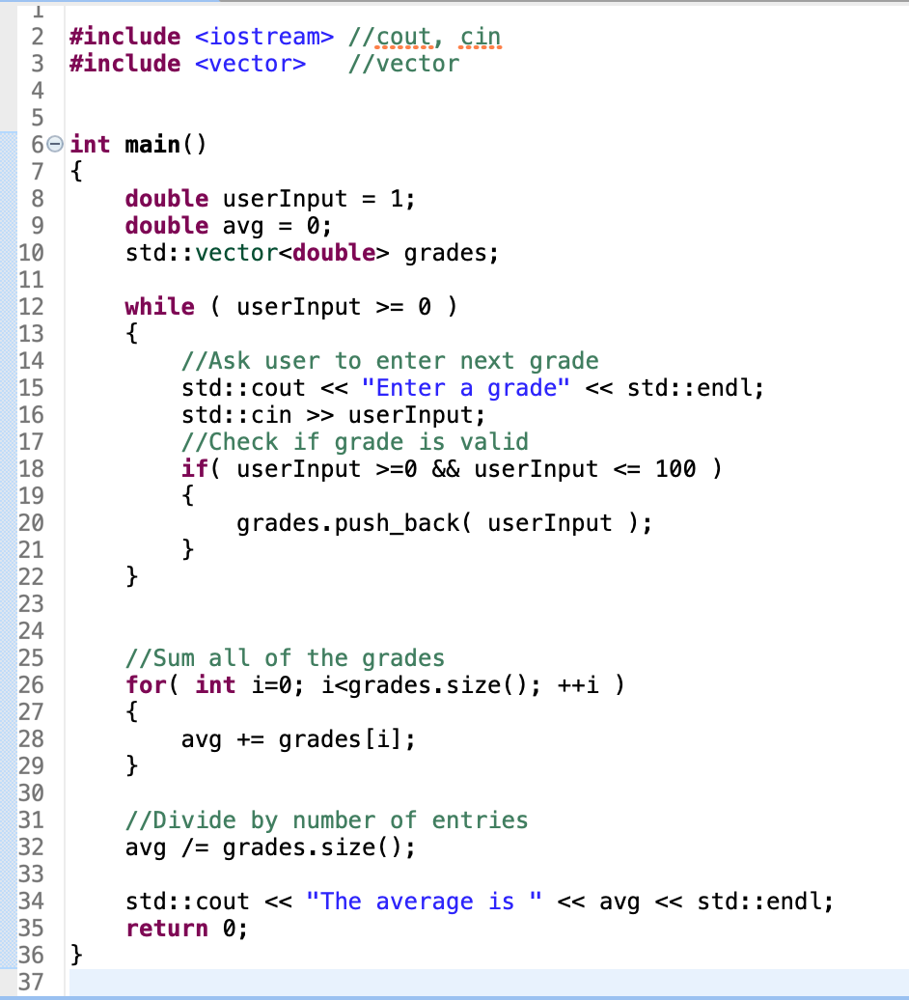 1
2 #include <iostream> //cout, cin
3 #include <vector>   //vector
4
5
6 int main()
7 {
8     double userInput = 1;
9     double avg = 0;
10     std::vector<double> grades;
11
12     while ( userInput >= 0 )
13     {
14         //Ask user to enter next grade
15         std::cout << "Enter a grade" << std::endl;
16         std::cin >> userInput;
17         //Check if grade is valid
18         if( userInput >=0 && userInput <= 100 )
19         {
20             grades.push_back( userInput );
21         }
22     }
23
24
25     //Sum all of the grades
26     for( int i=0; i<grades.size(); ++i )
27     {
28         avg += grades[i];
29     }
30
31     //Divide by number of entries
32     avg /= grades.size();
33
34     std::cout << "The average is " << avg << std::endl;
35     return 0;
36 }
37